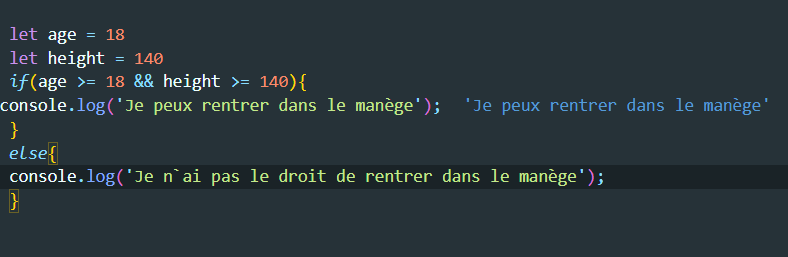 let age = 18
let height = 140
if(age >= 18 && height >= 140){
console.log('Je peux rentrer dans le manège'); 'Je peux rentrer dans le manège'
}
else{
console.log('Je n`ai pas le droit de rentrer dans le manège');
}